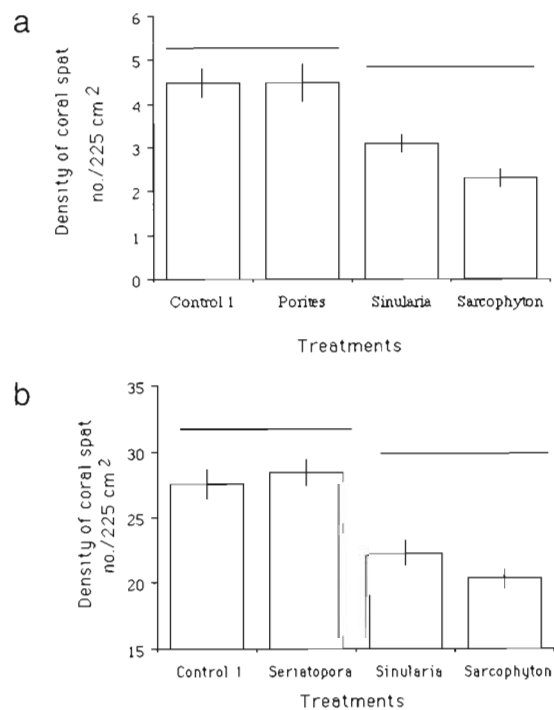 a
Density of coral spat
no./225 cm 2
6
5
4
3
2
1
0
Control 1 Porites Sinularia Sarcophyton
Treatments
b
Density of coral spat
no./225 cm 2
35
30
25
20
15
Control 1 Seriatopora Sinularia Sarcophyton
Treatments